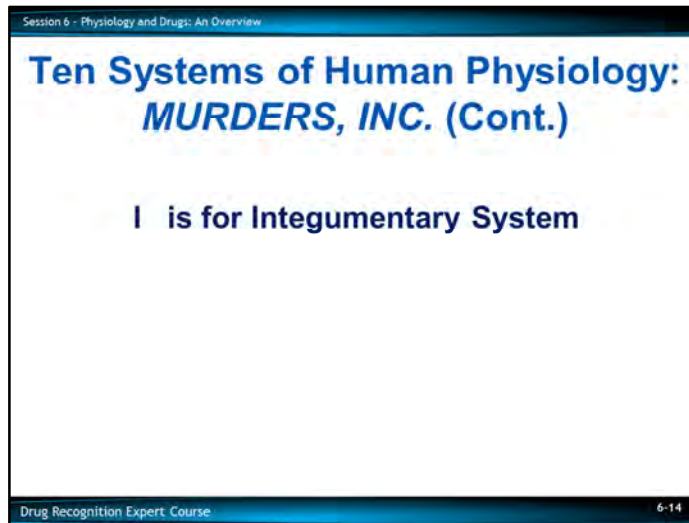 Session 6 - Physiology and Drugs: An Overview
Ten Systems of Human Physiology:
MURDERS, INC. (Cont.)
I is for Integumentary System
Drug Recognition Expert Course
6-14